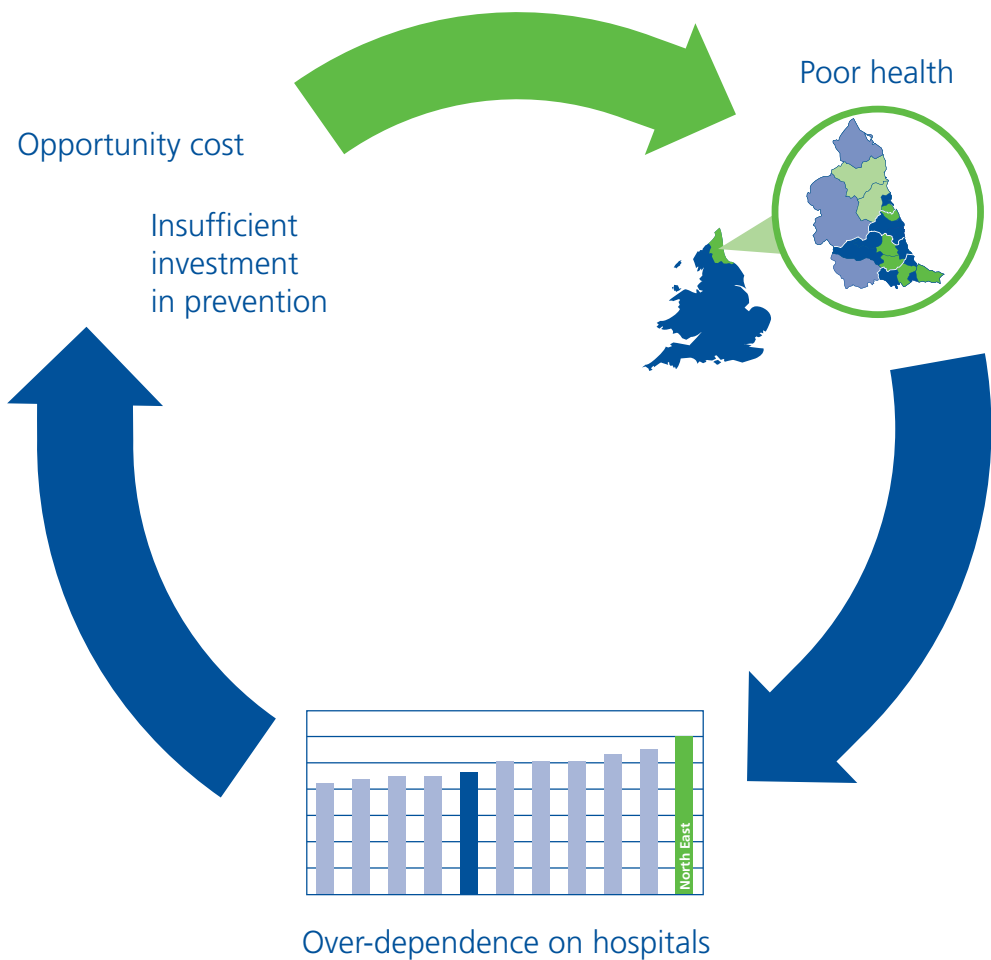 Poor health
Opportunity cost
Insufficient
investment
in prevention
North East
Over-dependence on hospitals